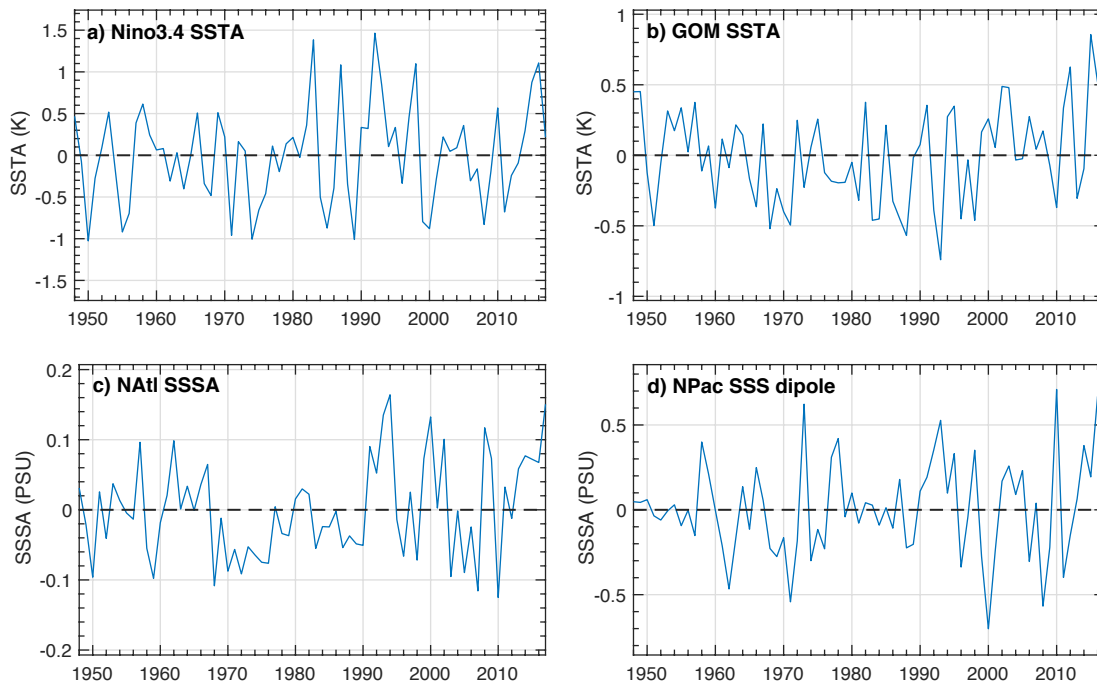 a) Nino3.4 SSTA
SSTA (K)
1.5
1
0.5
0
-0.5
-1
-1.5
1950 1960 1970 1980 1990 2000 2010
b) GOM SSTA
SSTA (K)
1
0.5
0
-0.5
-1
1950 1960 1970 1980 1990 2000 2010
c) NAtl SSSA
SSSA (PSU)
0.2
0.1
0
-0.1
-0.2
1950 1960 1970 1980 1990 2000 2010
d) NPac SSS dipole
SSSA (PSU)
0.5
0
-0.5
1950 1960 1970 1980 1990 2000 2010